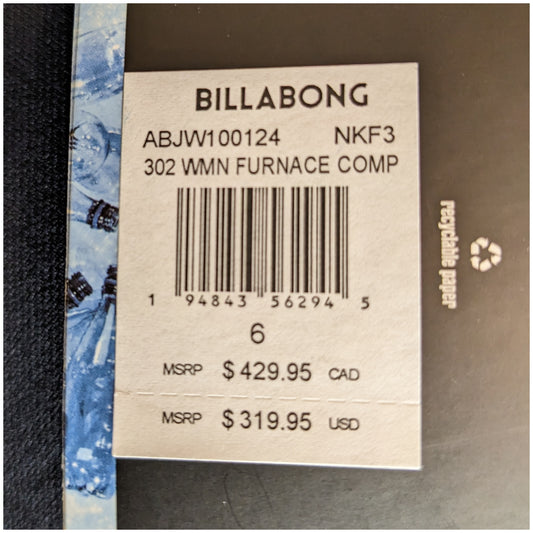 BILLABONG
ABJW100124 NKF3
302 WMN FURNACE COMP
1 94843 56294 5
6
MSRP $429.95 CAD
MSRP $319.95 USD
recyclable paper